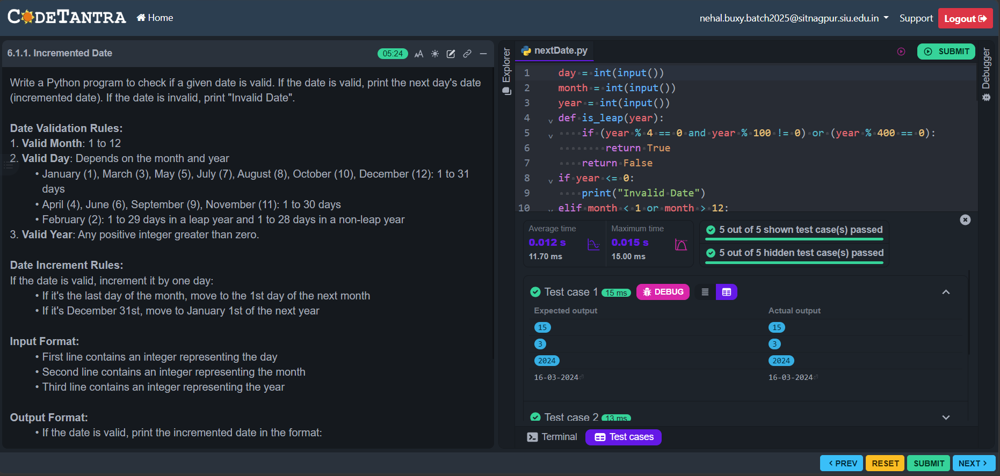 CODETANTRA
Home
nehal.buxy.batch2025@sitnagpur.siu.edu.in
Support
Logout
6.1.1. Incremented Date
05:24
AA
Write a Python program to check if a given date is valid. If the date is valid, print the next day's date
(incremented date). If the date is invalid, print "Invalid Date".
Date Validation Rules:
1. Valid Month: 1 to 12
2. Valid Day: Depends on the month and year
• January (1), March (3), May (5), July (7), August (8), October (10), December (12): 1 to 31
days
• April (4), June (6), September (9), November (11): 1 to 30 days
• February (2): 1 to 29 days in a leap year and 1 to 28 days in a non-leap year
3. Valid Year: Any positive integer greater than zero.
Date Increment Rules:
If the date is valid, increment it by one day:
• If it's the last day of the month, move to the 1st day of the next month
• If it's December 31st, move to January 1st of the next year
Input Format:
• First line contains an integer representing the day
• Second line contains an integer representing the month
• Third line contains an integer representing the year
Output Format:
• If the date is valid, print the incremented date in the format:
Explorer
nextDate.py
SUBMIT
Debugger
1 day = int(input())
2 month = int(input())
3 year = int(input())
4 def is_leap(year):
5 if (year % 4 == 0 and year % 100 != 0) or (year % 400 == 0):
6 return True
7 return False
8 if year <= 0:
9 print("Invalid Date")
10 elif month < 1 or month > 12:
Average time
0.012 s
11.70 ms
Maximum time
0.015 s
15.00 ms
5 out of 5 shown test case(s) passed
5 out of 5 hidden test case(s) passed
Test case 1 15 ms DEBUG
Expected output Actual output
15 15
3 3
2024 2024
16-03-2024 16-03-2024
Test case 2 13 ms
Terminal Test cases
PREV RESET SUBMIT NEXT